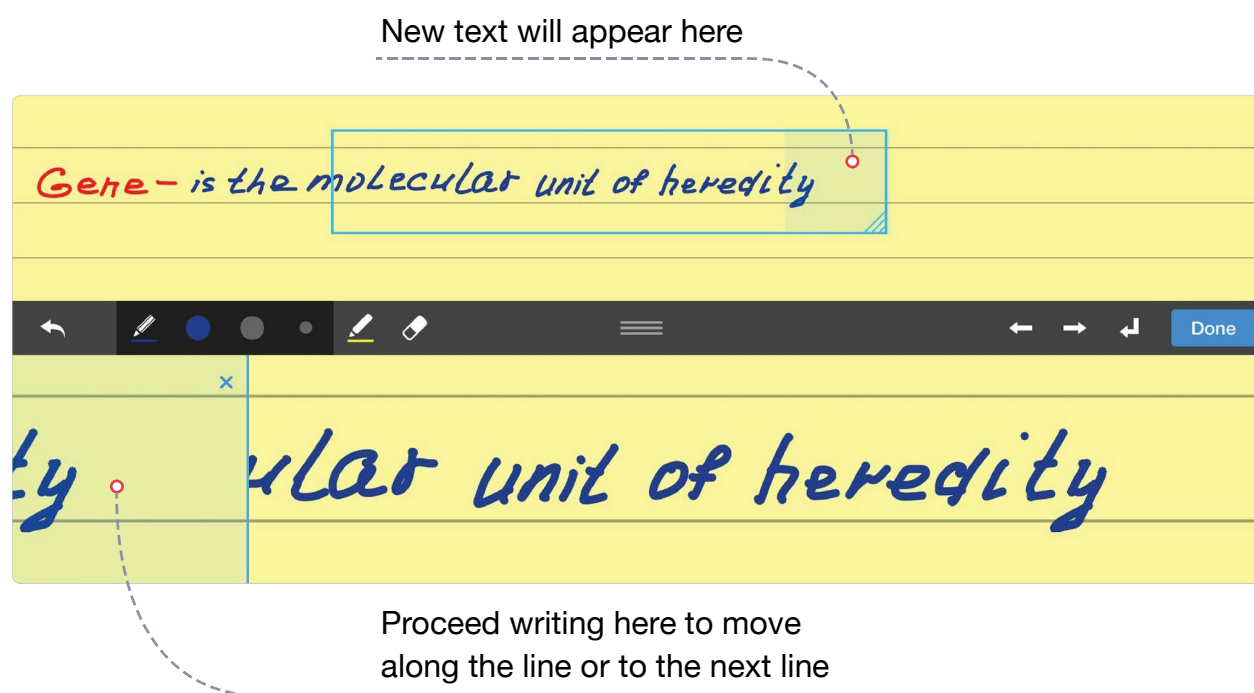 New text will appear here
Gene - is the molecular unit of heredity
Done
ty ular unit of heredity
Proceed writing here to move
along the line or to the next line